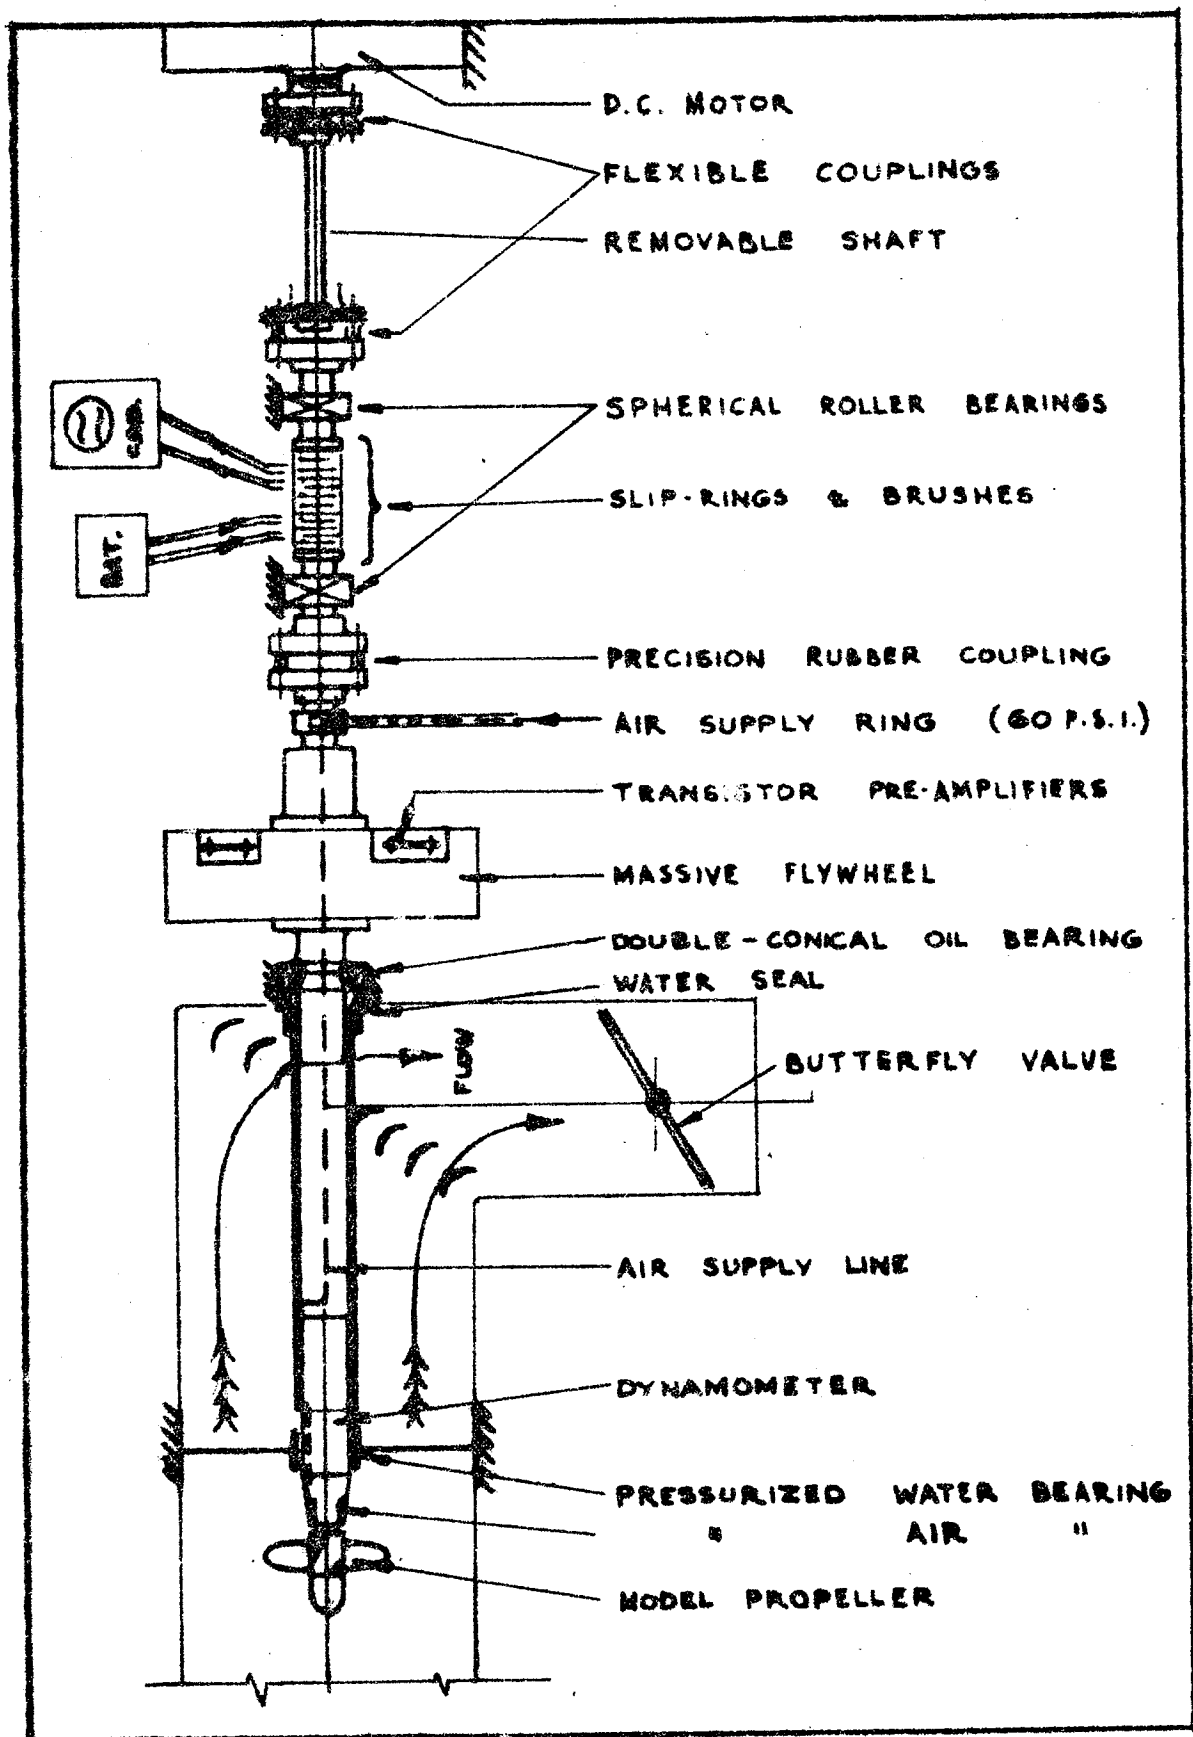 D.C. MOTOR
FLEXIBLE COUPLINGS
REMOVABLE SHAFT
SPHERICAL ROLLER BEARINGS
SLIP-RINGS & BRUSHES
BAT.
PRECISION RUBBER COUPLING
AIR SUPPLY RING (60 P.S.I.)
TRANSISTOR PRE-AMPLIFIERS
MASSIVE FLYWHEEL
DOUBLE-CONICAL OIL BEARING
WATER SEAL
FLOW
BUTTERFLY VALVE
AIR SUPPLY LINE
DYNAMOMETER
PRESSURIZED WATER BEARING
" AIR "
MODEL PROPELLER